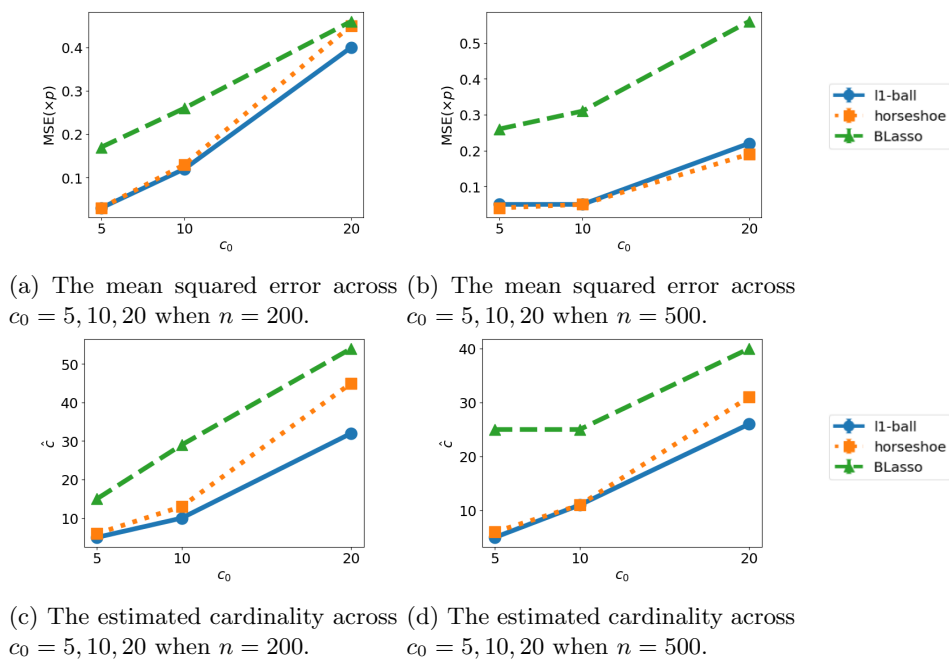 0.4
0.3
0.2
0.1
MSE(×p)
5
10
20
c₀
0.5
0.3
0.1
MSE(×p)
5
10
20
c₀
l1-ball
horseshoe
BLasso
(a) The mean squared error across
c₀ = 5, 10, 20 when n = 200.
(b) The mean squared error across
c₀ = 5, 10, 20 when n = 500.
50
40
30
20
10
ĉ
5
10
20
c₀
40
30
20
10
ĉ
5
10
20
c₀
l1-ball
horseshoe
BLasso
(c) The estimated cardinality across
c₀ = 5, 10, 20 when n = 200.
(d) The estimated cardinality across
c₀ = 5, 10, 20 when n = 500.